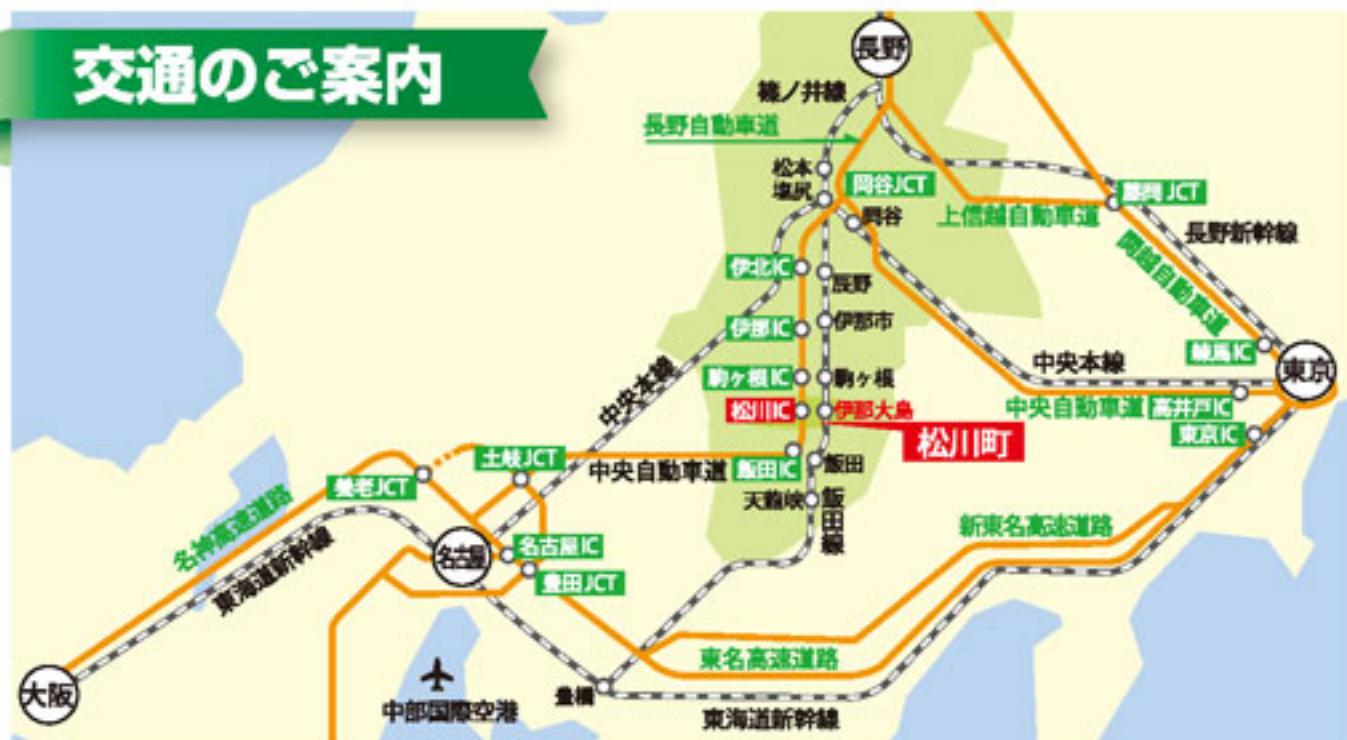 交通のご案内
長野
篠ノ井線
長野自動車道
松本
塩尻
岡谷JCT
岡谷
上信越自動車道
藤岡JCT
長野新幹線
関越自動車道
練馬IC
東京
伊北IC
辰野
伊那IC
伊那市
駒ヶ根IC
駒ヶ根
中央本線
中央本線
松川IC
伊那大島
松川町
中央自動車道
高井戸IC
東京IC
土岐JCT
中央自動車道
飯田IC
飯田
養老JCT
天竜峡
飯田線
名神高速道路
東海道新幹線
名古屋
名古屋IC
豊田JCT
新東名高速道路
東名高速道路
大阪
中部国際空港
豊橋
東海道新幹線